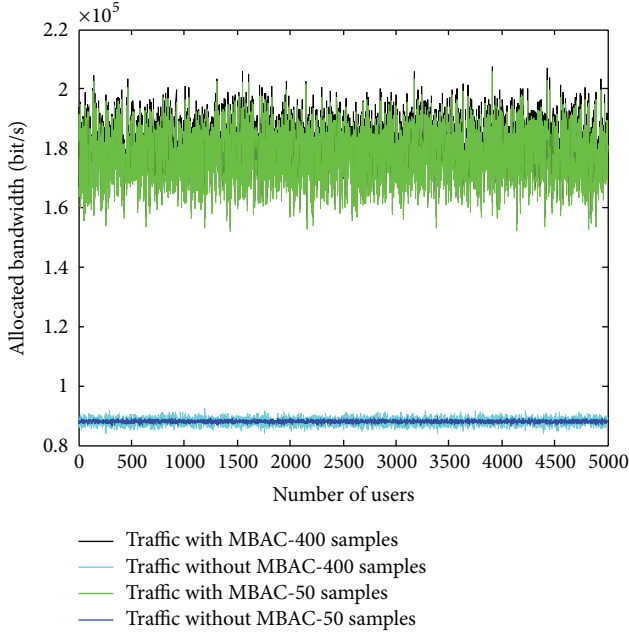 ×10⁵
2.2
2
1.8
1.6
1.4
1.2
1
0.8
Allocated bandwidth (bit/s)
0 500 1000 1500 2000 2500 3000 3500 4000 4500 5000
Number of users
Traffic with MBAC-400 samples
Traffic without MBAC-400 samples
Traffic with MBAC-50 samples
Traffic without MBAC-50 samples